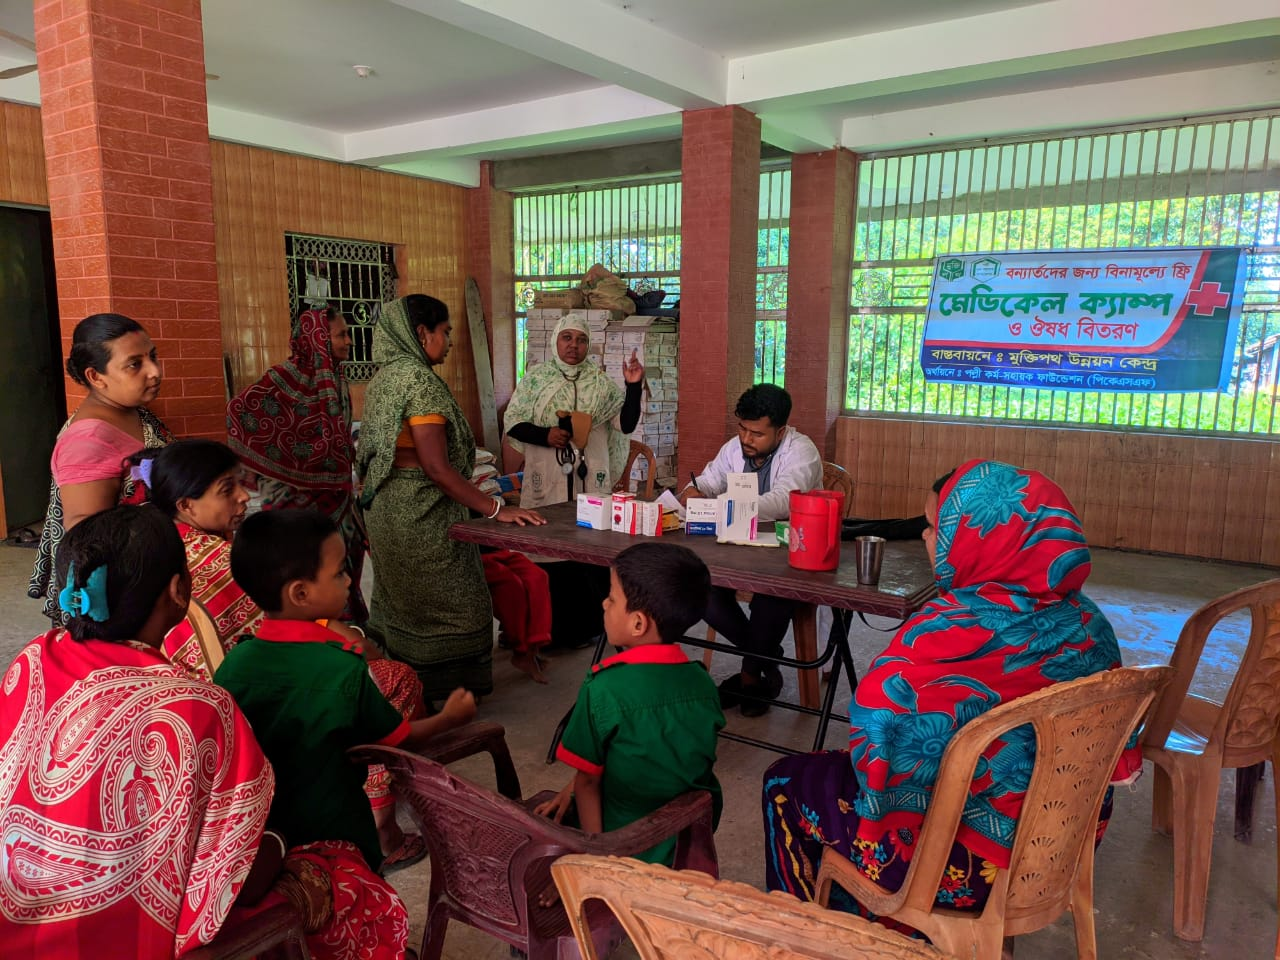 বন্যার্তদের জন্য বিনামূল্যে ফ্রি
মেডিকেল ক্যাম্প
ও ঔষধ বিতরণ
বাস্তবায়নে ঃ মুক্তিপথ উন্নয়ন কেন্দ্র
অর্থায়নে ঃ পল্লী কর্ম-সহায়ক ফাউন্ডেশন (পিকেএসএফ)